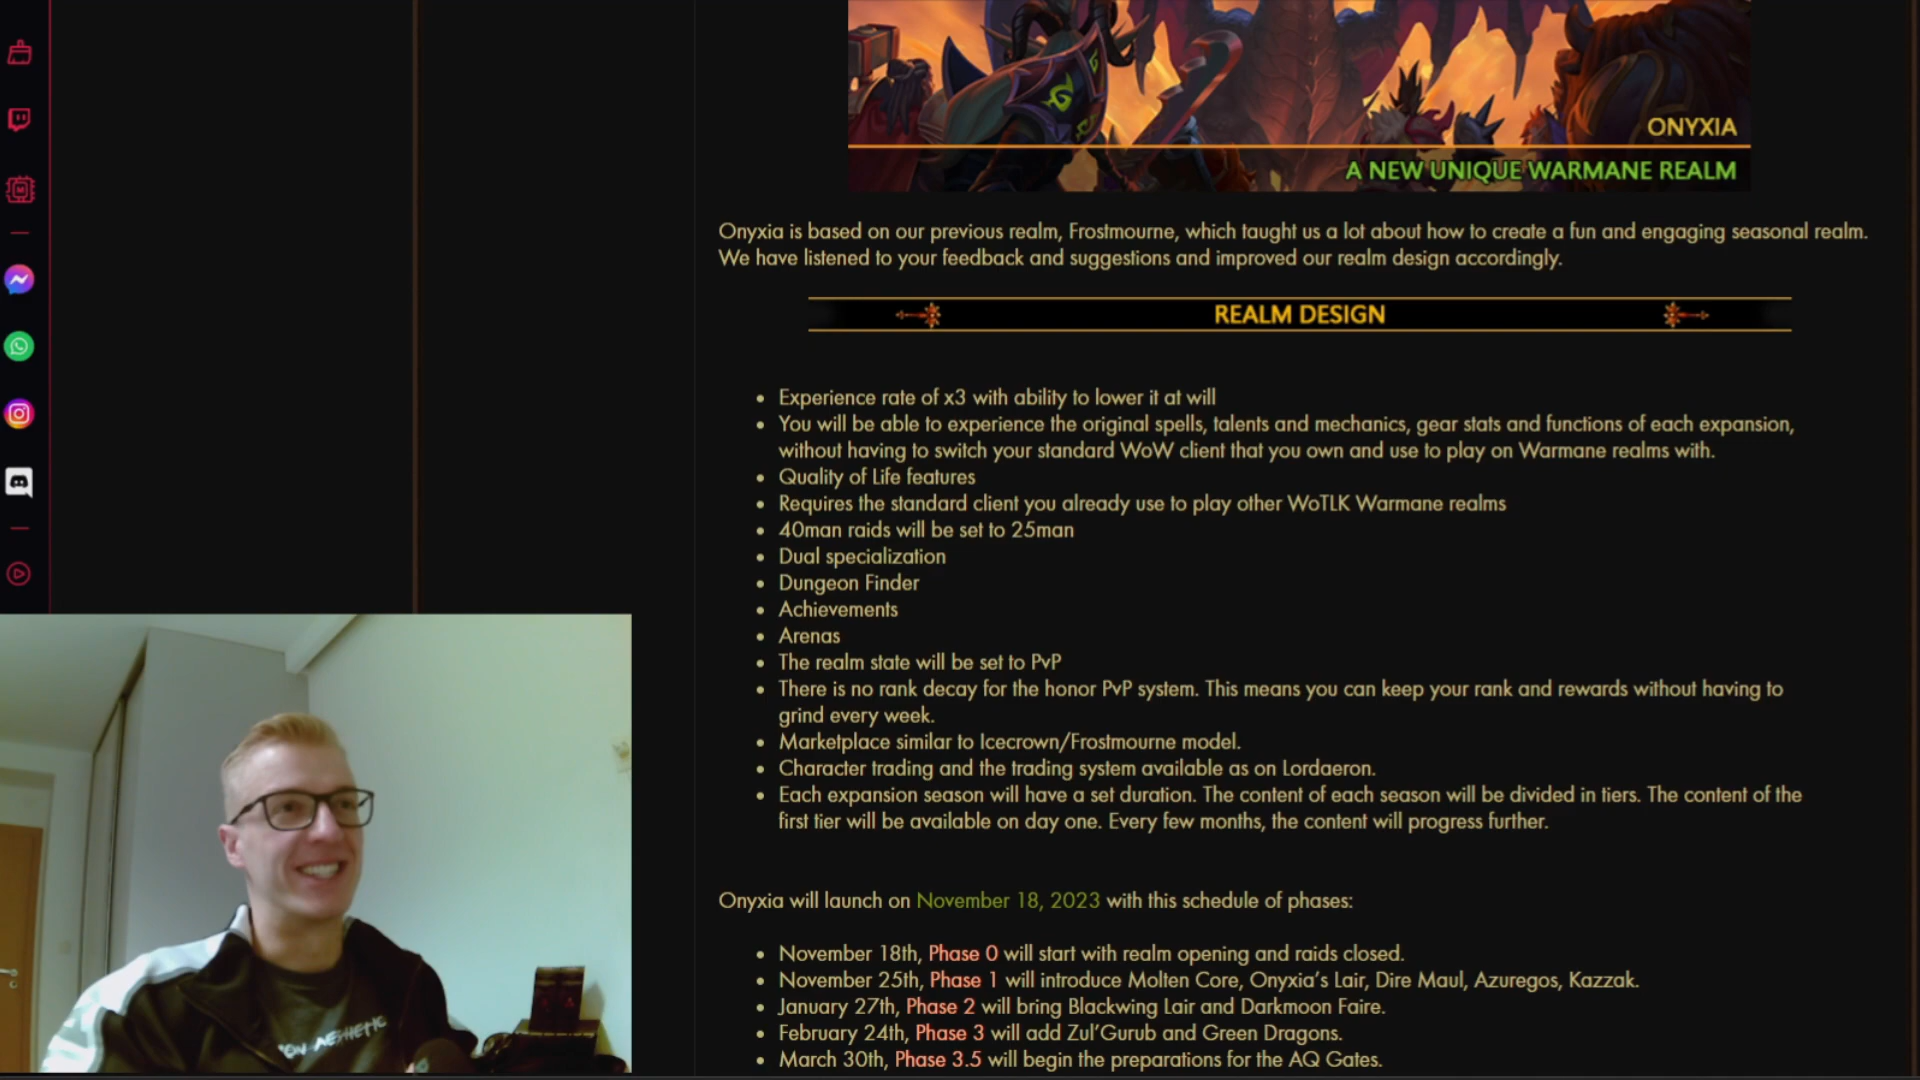 ONYXIA
A NEW UNIQUE WARMANE REALM
Onyxia is based on our previous realm, Frostmourne, which taught us a lot about how to create a fun and engaging seasonal realm.
We have listened to your feedback and suggestions and improved our realm design accordingly.
REALM DESIGN
Experience rate of x3 with ability to lower it at will
You will be able to experience the original spells, talents and mechanics, gear stats and functions of each expansion,
without having to switch your standard WoW client that you own and use to play on Warmane realms with.
Quality of Life features
Requires the standard client you already use to play other WoTLK Warmane realms
40man raids will be set to 25man
Dual specialization
Dungeon Finder
Achievements
Arenas
The realm state will be set to PvP
There is no rank decay for the honor PvP system. This means you can keep your rank and rewards without having to
grind every week.
Marketplace similar to Icecrown/Frostmourne model.
Character trading and the trading system available as on Lordaeron.
Each expansion season will have a set duration. The content of each season will be divided in tiers. The content of the
first tier will be available on day one. Every few months, the content will progress further.
Onyxia will launch on November 18, 2023 with this schedule of phases:
November 18th, Phase 0 will start with realm opening and raids closed.
November 25th, Phase 1 will introduce Molten Core, Onyxia's Lair, Dire Maul, Azuregos, Kazzak.
January 27th, Phase 2 will bring Blackwing Lair and Darkmoon Faire.
February 24th, Phase 3 will add Zul'Gurub and Green Dragons.
March 30th, Phase 3.5 will begin the preparations for the AQ Gates.